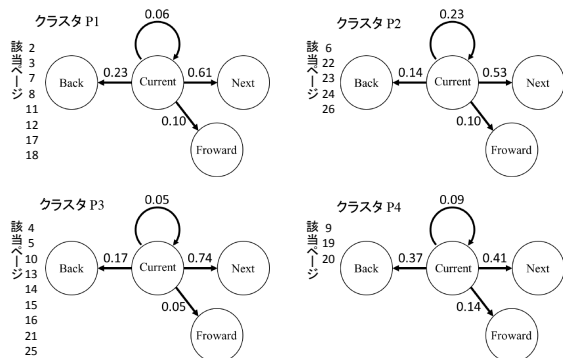 クラスタ P1
0.06
該当ページ
2
3
7
8
11
12
17
18
Back
0.23
Current
0.61
Next
0.10
Froward
クラスタ P2
0.23
該当ページ
6
22
23
24
26
Back
0.14
Current
0.53
Next
0.10
Froward
クラスタ P3
0.05
該当ページ
4
5
10
13
14
15
16
21
25
Back
0.17
Current
0.74
Next
0.05
Froward
クラスタ P4
0.09
該当ページ
9
19
20
Back
0.37
Current
0.41
Next
0.14
Froward